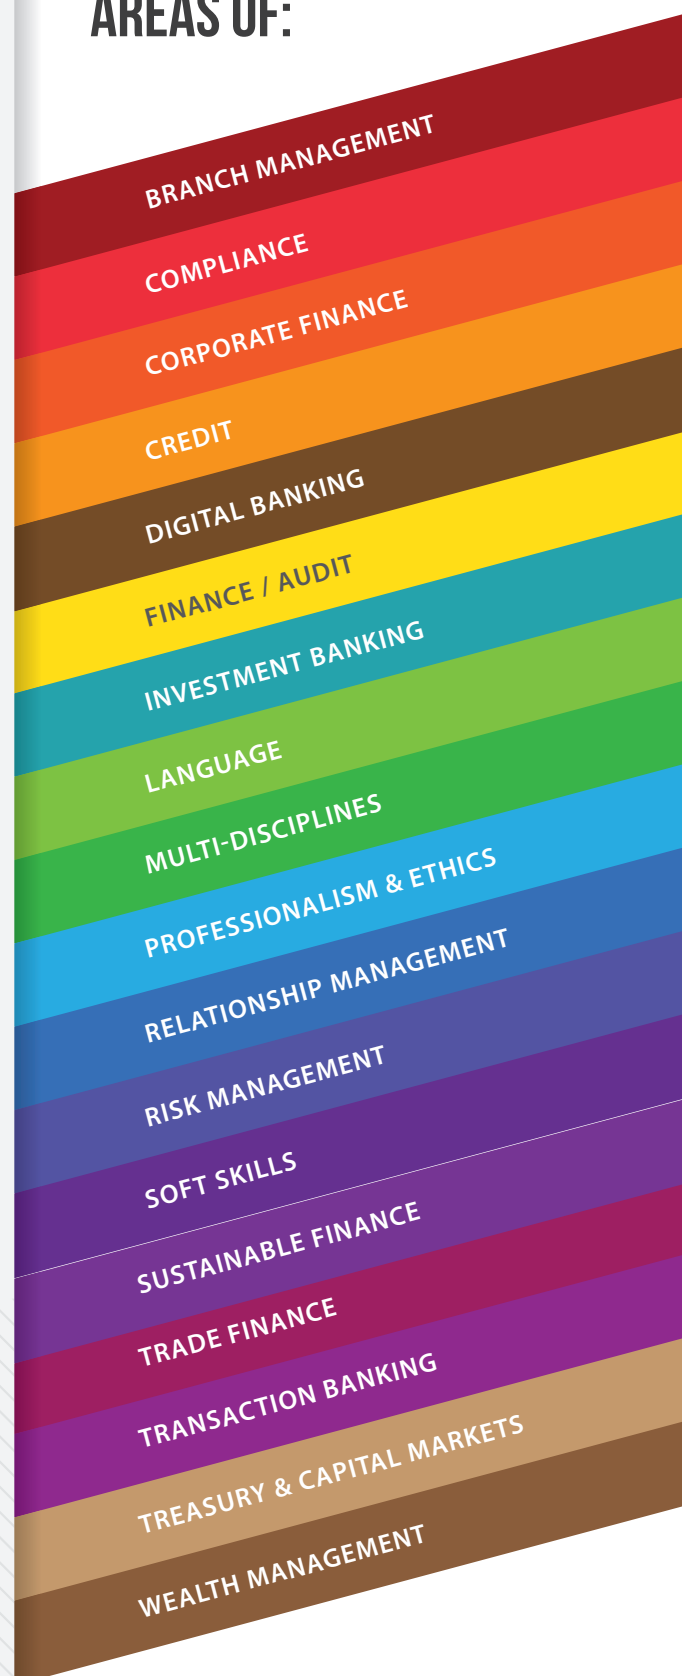 AREAS OF:
BRANCH MANAGEMENT
COMPLIANCE
CORPORATE FINANCE
CREDIT
DIGITAL BANKING
FINANCE / AUDIT
INVESTMENT BANKING
LANGUAGE
MULTI-DISCIPLINES
PROFESSIONALISM & ETHICS
RELATIONSHIP MANAGEMENT
RISK MANAGEMENT
SOFT SKILLS
SUSTAINABLE FINANCE
TRADE FINANCE
TRANSACTION BANKING
TREASURY & CAPITAL MARKETS
WEALTH MANAGEMENT